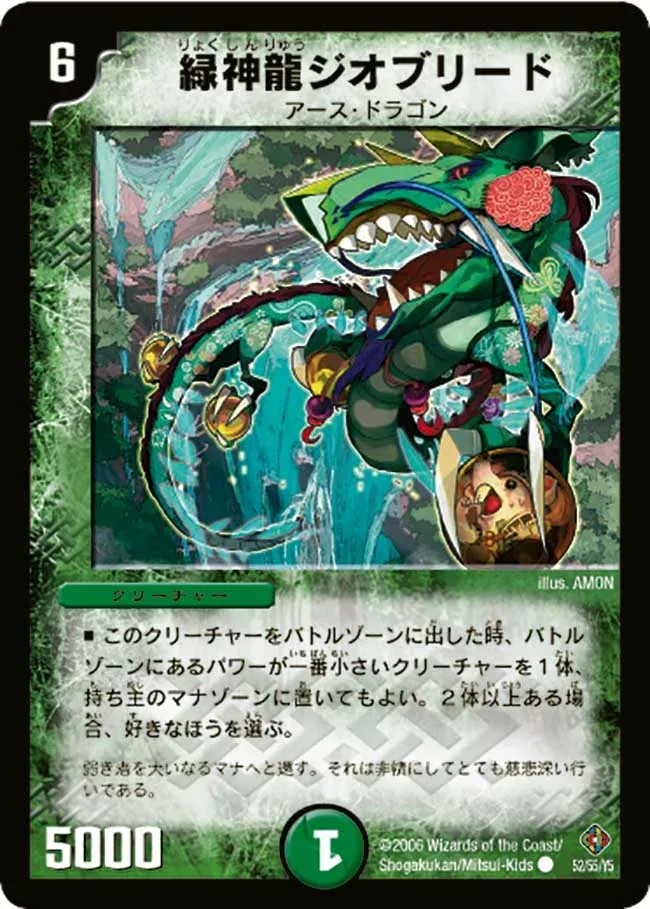 6
りょくしんりゅう
緑神龍ジオブリード
アース・ドラゴン
illus. AMON
クリーチャー
■ このクリーチャーをバトルゾーンに出した時、バトル
ゾーンにあるパワーが一番小さいクリーチャーを1体、
持ち主のマナゾーンに置いてもよい。2体以上ある場
合、好きなほうを選ぶ。
弱き者を大いなるマナへと還す。それは非情にしてとても慈悲深い行
いである。
5000
1
©2006 Wizards of the Coast/
Shogakukan/Mitsui-Kids
52/55/Y5